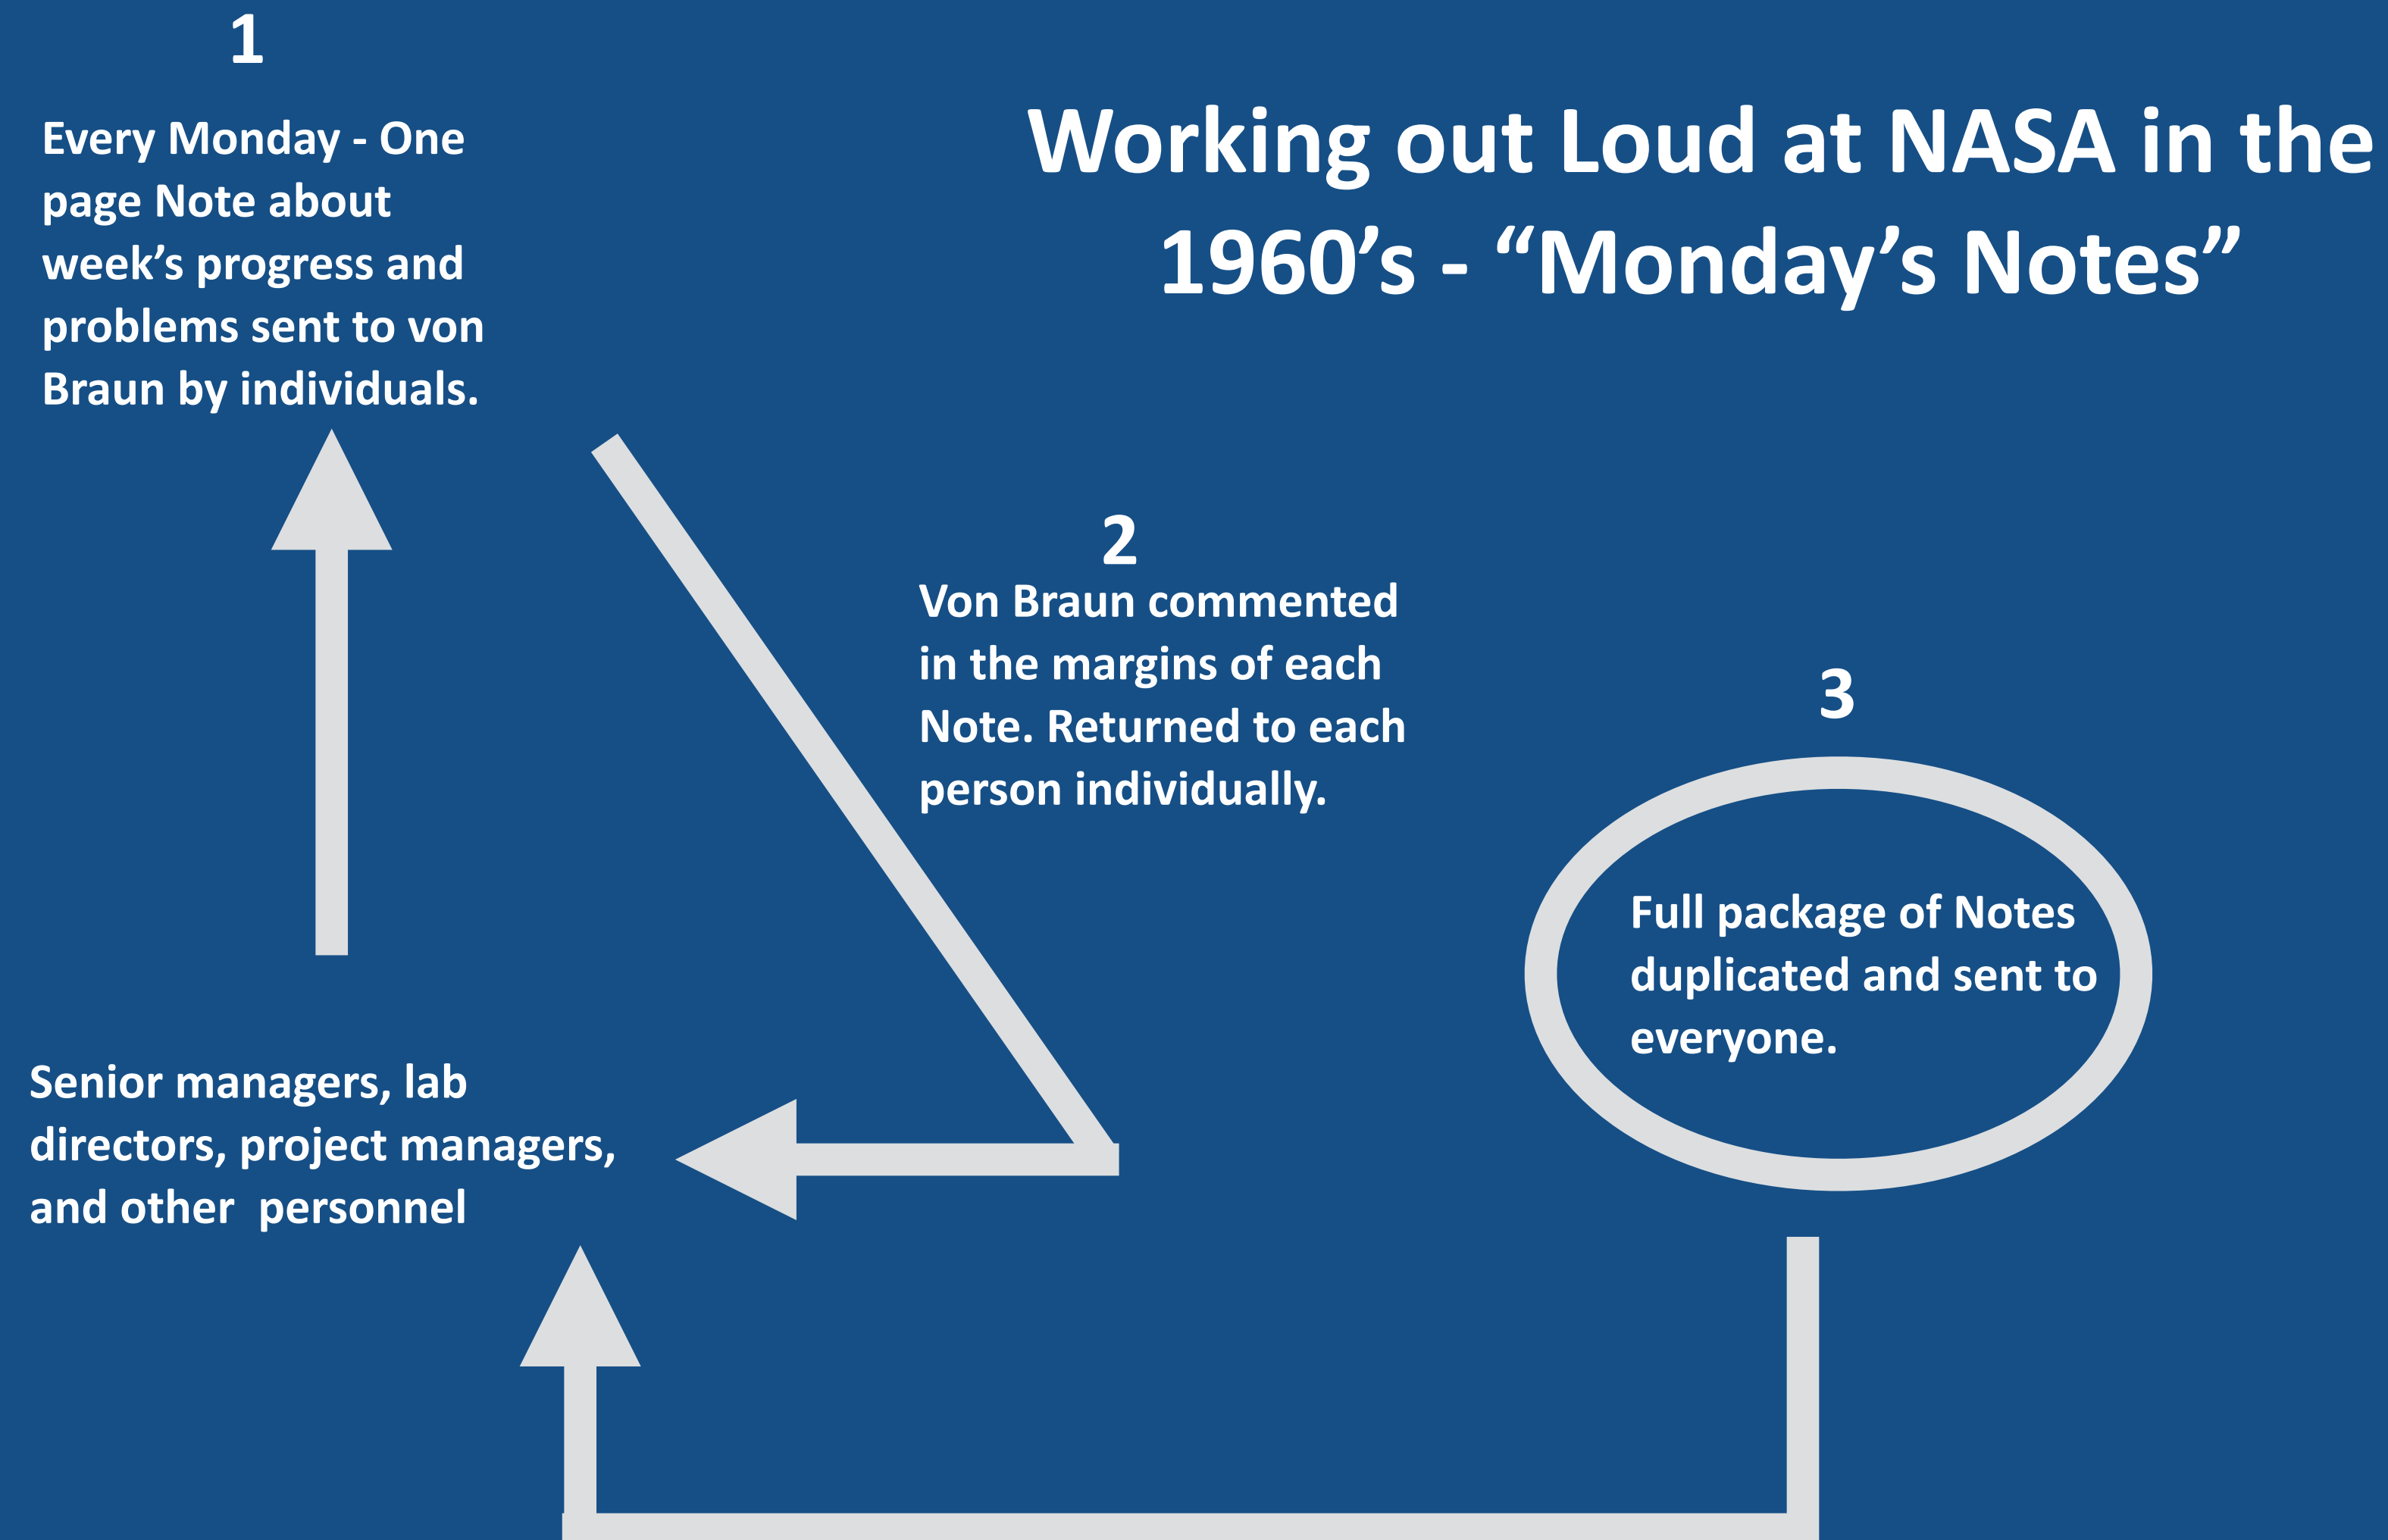 Working out Loud at NASA in the
1960’s - “Monday’s Notes”
1
Every Monday - One
page Note about
week’s progress and
problems sent to von
Braun by individuals.
2
Von Braun commented
in the margins of each
Note. Returned to each
person individually.
3
Full package of Notes
duplicated and sent to
everyone.
Senior managers, lab
directors, project managers,
and other  personnel